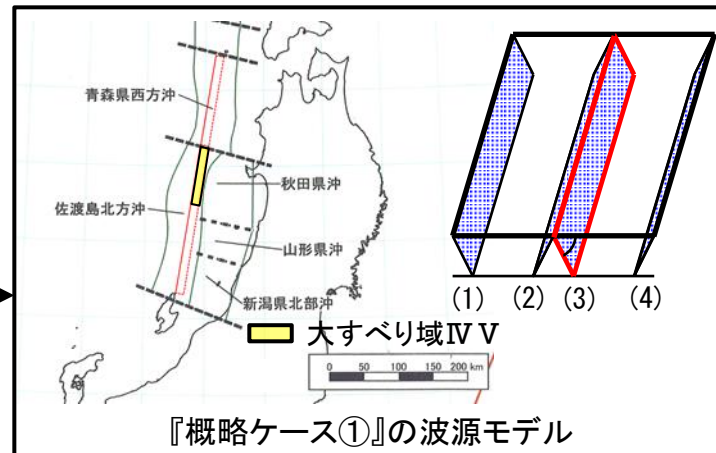 青森県西方沖
秋田県沖
佐渡島北方沖
山形県沖
新潟県北部沖
大すべり域ⅣⅤ
0 50 100 150 200 km
(1) (2) (3) (4)
『概略ケース①』の波源モデル